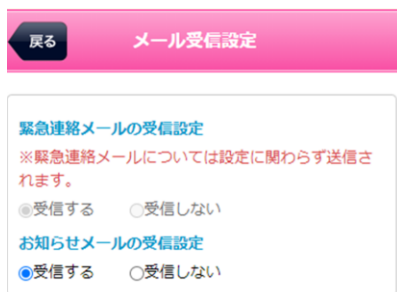 戻る
メール受信設定
緊急連絡メールの受信設定
※緊急連絡メールについては設定に関わらず送信さ
れます。
受信する 受信しない
お知らせメールの受信設定
受信する 受信しない